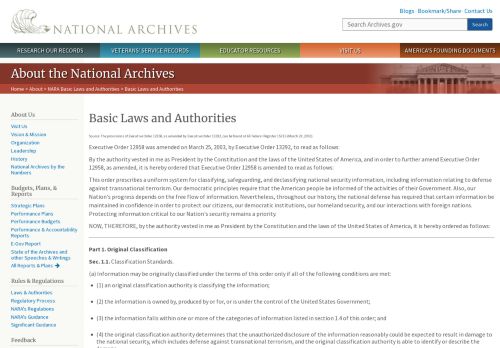 Blogs · Bookmark/Share · Contact Us
NATIONAL ARCHIVES
Search Archives.gov
Search
RESEARCH OUR RECORDS
VETERANS' SERVICE RECORDS
EDUCATOR RESOURCES
VISIT US
AMERICA'S FOUNDING DOCUMENTS
About the National Archives
Home > About > NARA Basic Laws and Authorities > Basic Laws and Authorities
About Us
Visit Us
Vision & Mission
Organization
Leadership
History
National Archives by the
Numbers
Budgets, Plans,
& Reports
Strategic Plans
Performance Plans
Performance Budgets
Performance & Accountability
Reports
E-Gov Report
State of the Archives and
other Speeches & Writings
All Reports & Plans
Rules & Regulations
Laws & Authorities
Regulatory Process
NARA's Regulations
NARA's Guidance
Significant Guidance
Feedback
Basic Laws and Authorities
Executive Order 12958 was amended on March 25, 2003, by Executive Order 13292, to read as follows:
By the authority vested in me as President by the Constitution and the laws of the United States of America, and in order to further amend Executive Order
12958, as amended, it is hereby ordered that Executive Order 12958 is amended to read as follows:
This order prescribes a uniform system for classifying, safeguarding, and declassifying national security information, including information relating to defense
against transnational terrorism. Our democratic principles require that the American people be informed of the activities of their Government. Also, our
Nation's progress depends on the free flow of information. Nevertheless, throughout our history, the national defense has required that certain information be
maintained in confidence in order to protect our citizens, our democratic institutions, our homeland security, and our interactions with foreign nations.
Protecting information critical to our Nation's security remains a priority.
NOW, THEREFORE, by the authority vested in me as President by the Constitution and the laws of the United States of America, it is hereby ordered as follows:
Part 1. Original Classification
Sec. 1.1. Classification Standards.
(a) Information may be originally classified under the terms of this order only if all of the following conditions are met:
(1) an original classification authority is classifying the information;
(2) the information is owned by, produced by or for, or is under the control of the United States Government;
(3) the information falls within one or more of the categories of information listed in section 1.4 of this order; and
(4) the original classification authority determines that the unauthorized disclosure of the information reasonably could be expected to result in damage to
the national security, which includes defense against transnational terrorism, and the original classification authority is able to identify or describe the